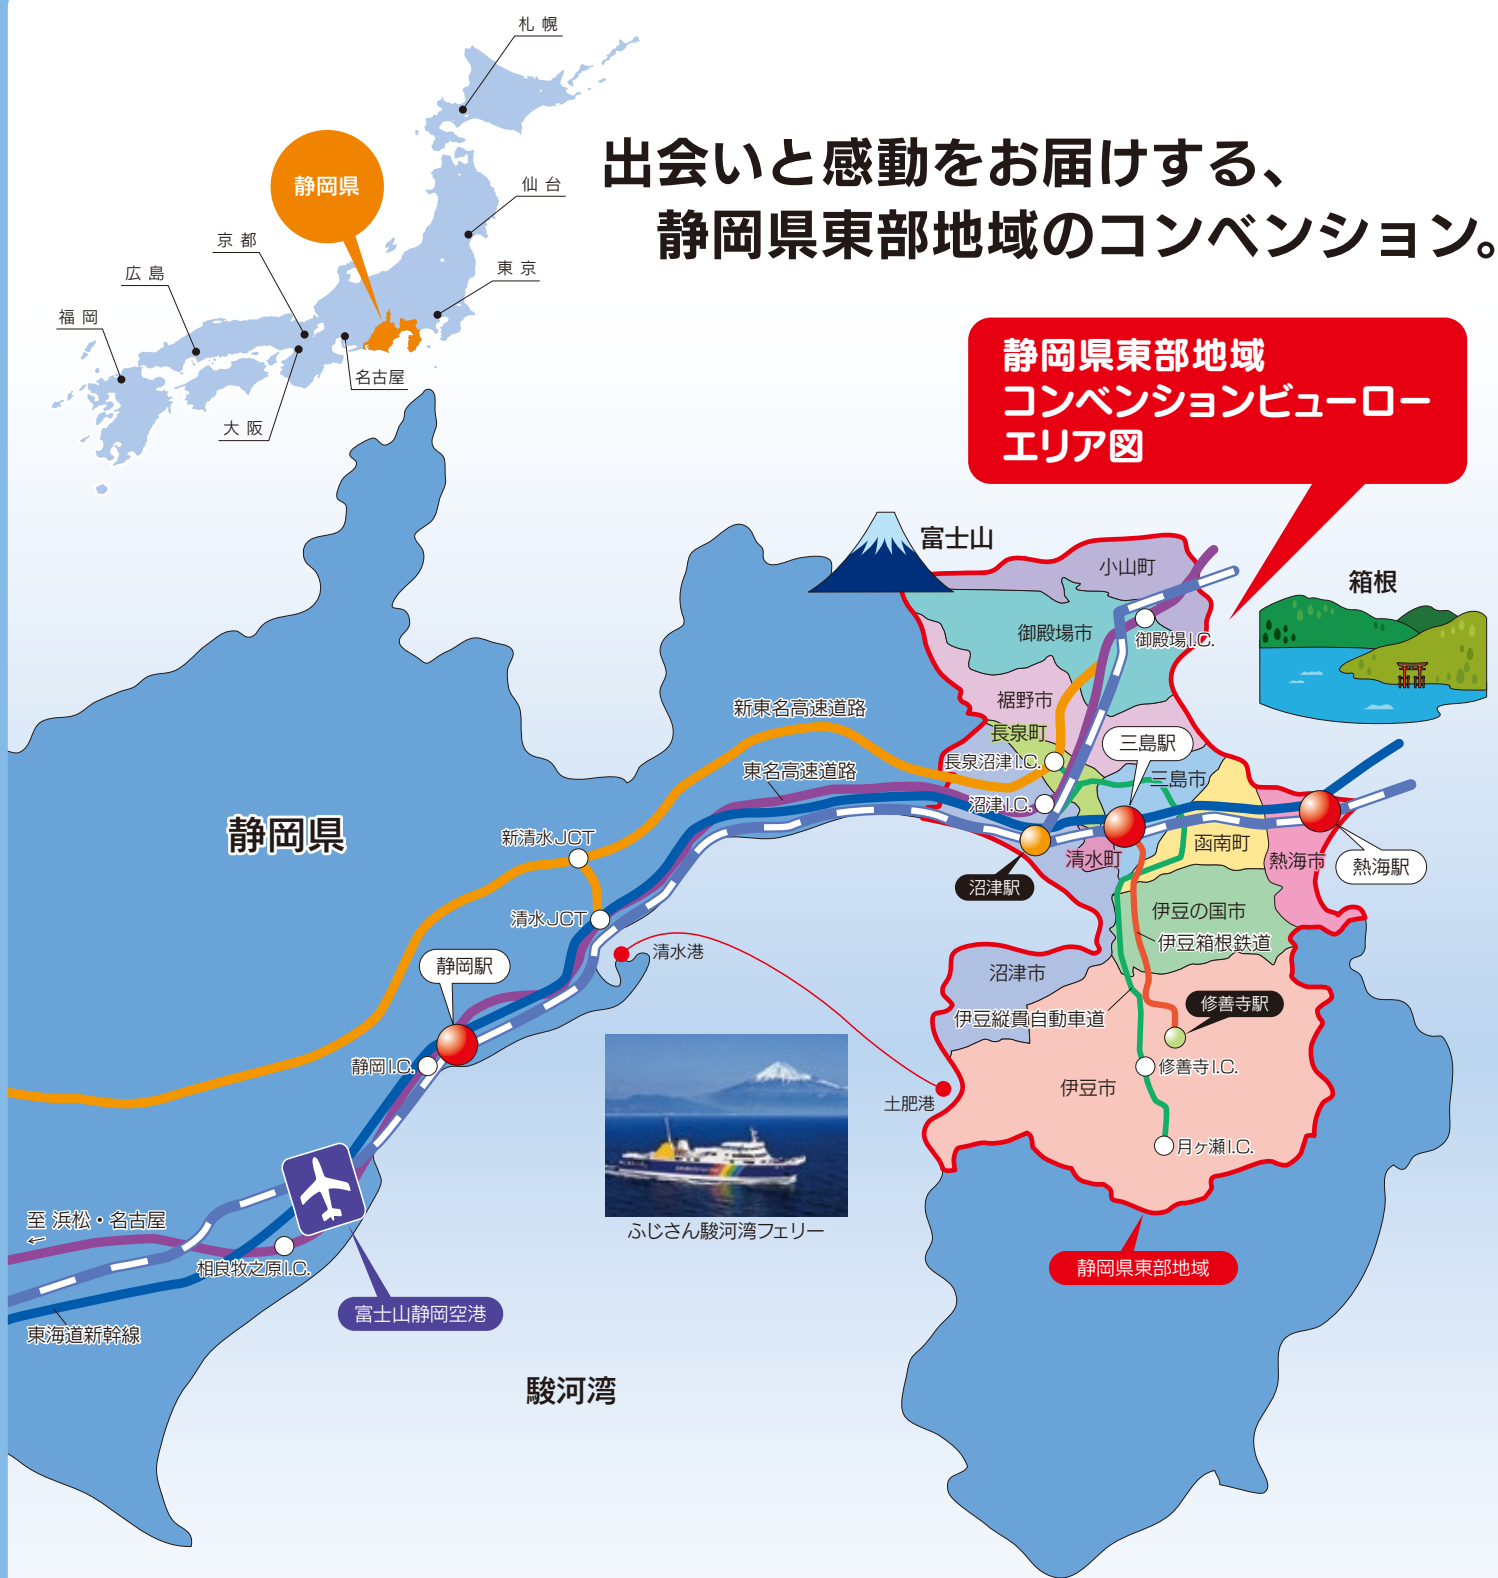 札幌
静岡県
仙台
京都
広島
東京
福岡
名古屋
大阪
出会いと感動をお届けする、
静岡県東部地域のコンベンション。
静岡県東部地域
コンベンションビューロー
エリア図
富士山
小山町
箱根
御殿場市
御殿場I.C.
裾野市
新東名高速道路
長泉町
三島駅
長泉沼津I.C.
東名高速道路
三島市
沼津I.C.
静岡県
新清水JCT
函南町
清水町
熱海市
熱海駅
沼津駅
清水JCT
伊豆の国市
伊豆箱根鉄道
清水港
静岡駅
沼津市
修善寺駅
伊豆縦貫自動車道
静岡I.C.
修善寺I.C.
伊豆市
土肥港
月ヶ瀬I.C.
至 浜松・名古屋
←
ふじさん駿河湾フェリー
相良牧之原I.C.
静岡県東部地域
富士山静岡空港
東海道新幹線
駿河湾